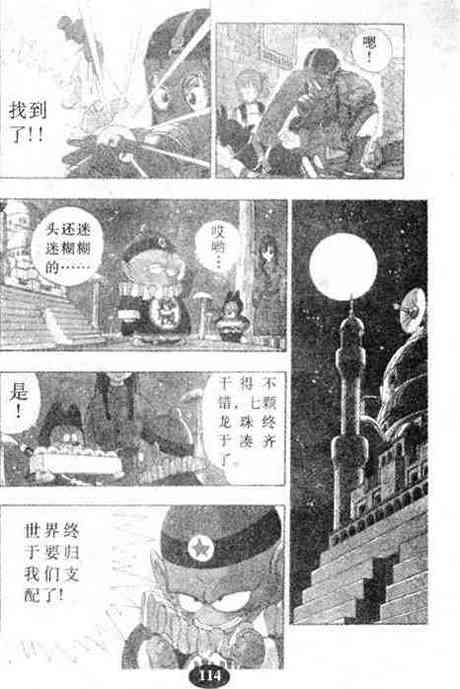 嗯!
找到
了!!
哎
哟
…
头还迷
迷糊糊
的……
干得不
错，七颗
龙珠终
于凑齐
了。
是!
世界终
于要归
我们支
配了!
114